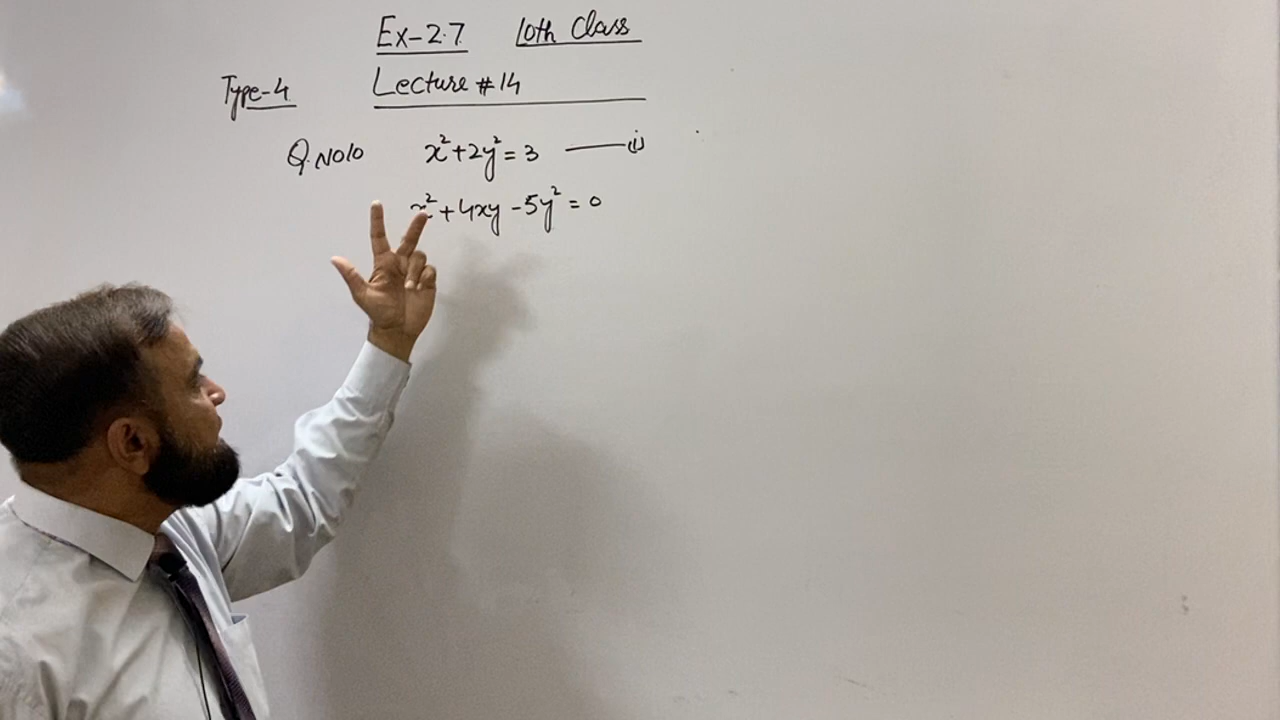 Ex-2.7 10th Class
Type-4 Lecture #14
Q.No10 x²+2y²=3 ——(i)
x²+4xy-5y²=0